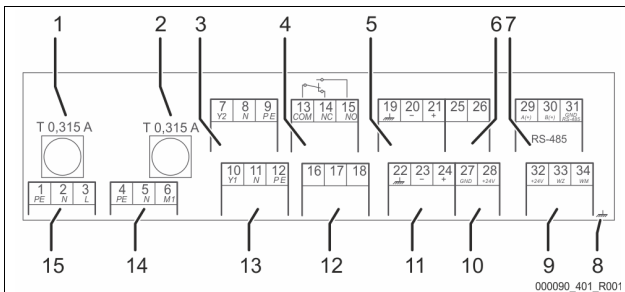 1 2 3 4 5 6 7
T 0,315 A T 0,315 A
7 8 9 13 14 15 19 20 21 25 26 29 30 31
Y2 N PE COM NC NO − + A(+) B(+) GND RS-485
RS-485
1 2 3 4 5 6 10 11 12 16 17 18 22 23 24 27 28 32 33 34
PE N L PE N M1 Y1 N PE − + GND +24V +24V WZ WM
15 14 13 12 11 10 9 8
000090_401_R001